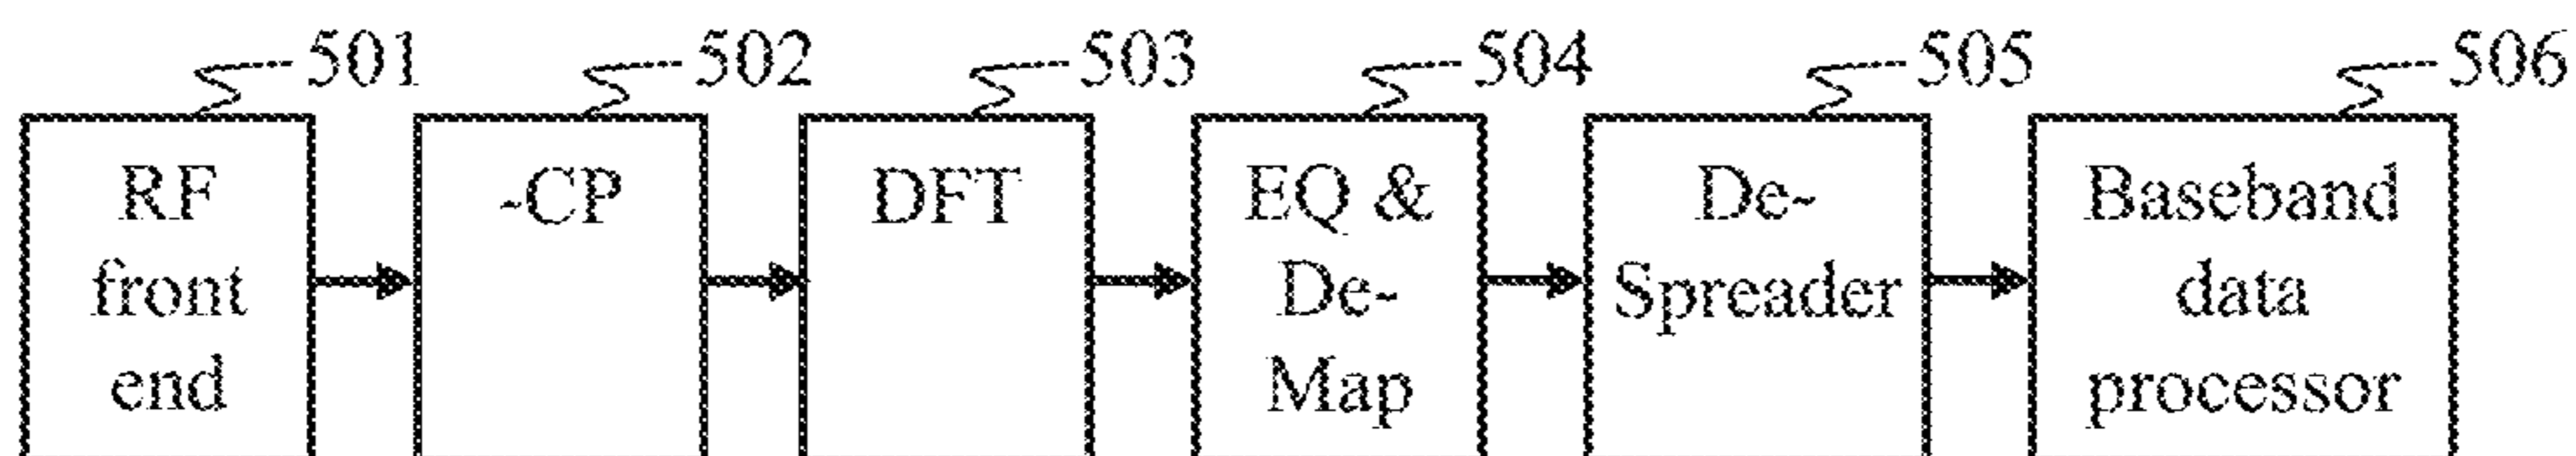 501 502 503 504 505 506
RF
front
end
-CP
DFT
EQ &
De-
Map
De-
Spreader
Baseband
data
processor